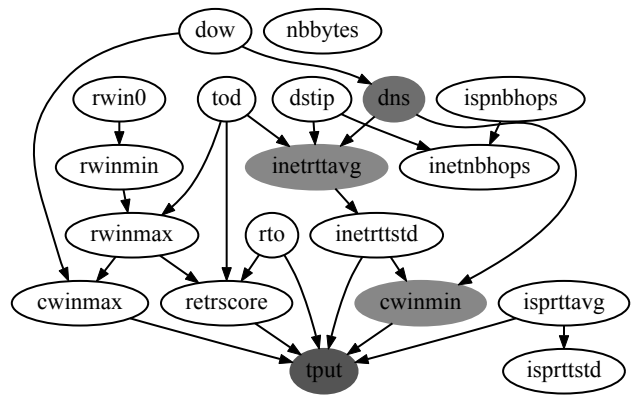 dow
nbbytes
rwin0
tod
dstip
dns
ispnbhops
rwinmin
inetrttavg
inetnbhops
rwinmax
rto
inetrttstd
cwinmax
retrscore
cwinmin
isprttavg
tput
isprttstd